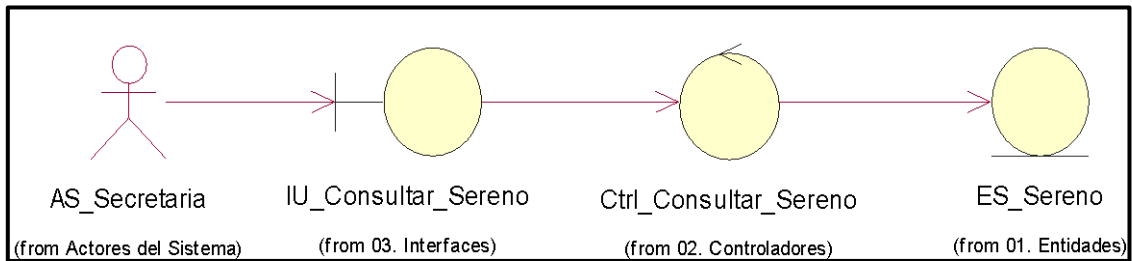 AS_Secretaria IU_Consultar_Sereno Ctrl_Consultar_Sereno ES_Sereno
(from Actores del Sistema) (from 03. Interfaces) (from 02. Controladores) (from 01. Entidades)